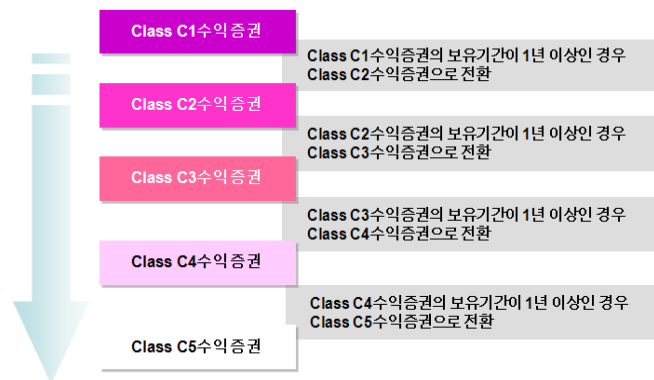 Class C1수익증권
Class C1수익증권의 보유기간이 1년 이상인 경우
Class C2수익증권으로 전환
Class C2수익증권
Class C2수익증권의 보유기간이 1년 이상인 경우
Class C3수익증권으로 전환
Class C3수익증권
Class C3수익증권의 보유기간이 1년 이상인 경우
Class C4수익증권으로 전환
Class C4수익증권
Class C4수익증권의 보유기간이 1년 이상인 경우
Class C5수익증권으로 전환
Class C5수익증권